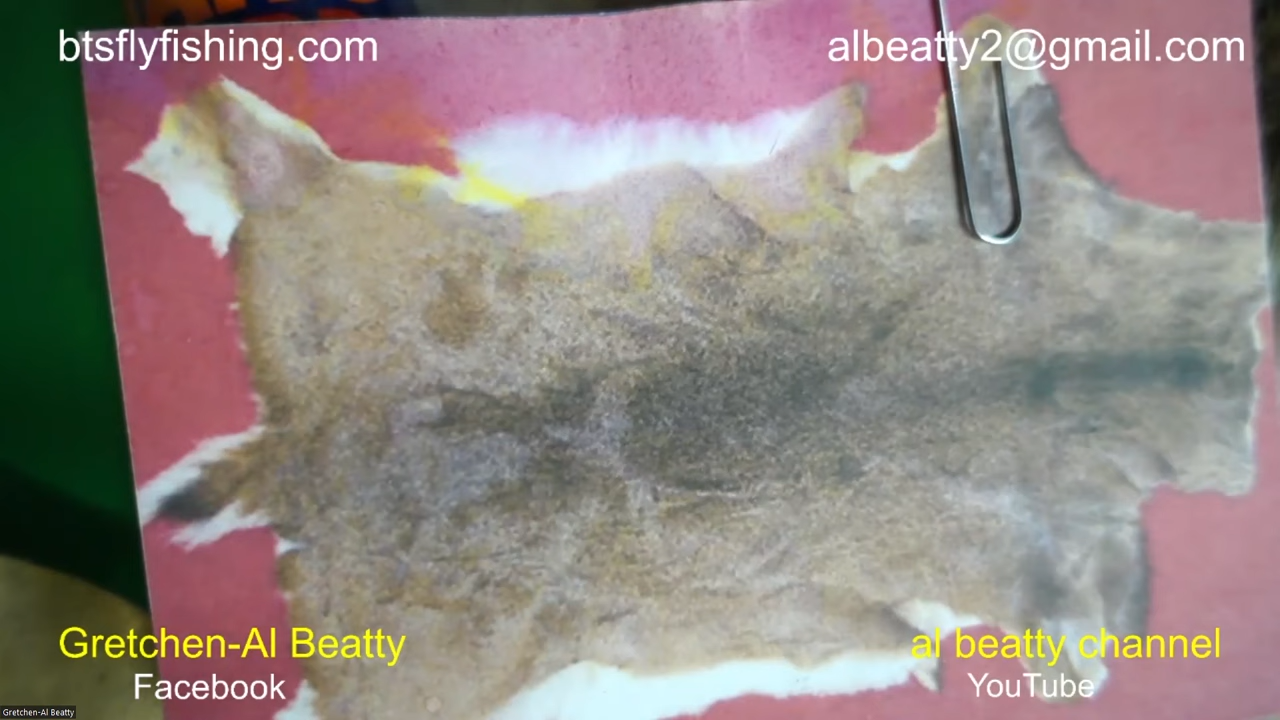 btsflyfishing.com
albeatty2@gmail.com
Gretchen-Al Beatty
Facebook
al beatty channel
YouTube
Gretchen-Al Beatty